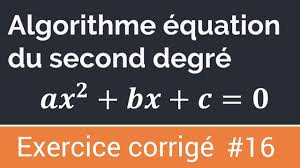 Algorithme équation
du second degré
ax² + bx + c = 0
Exercice corrigé #16